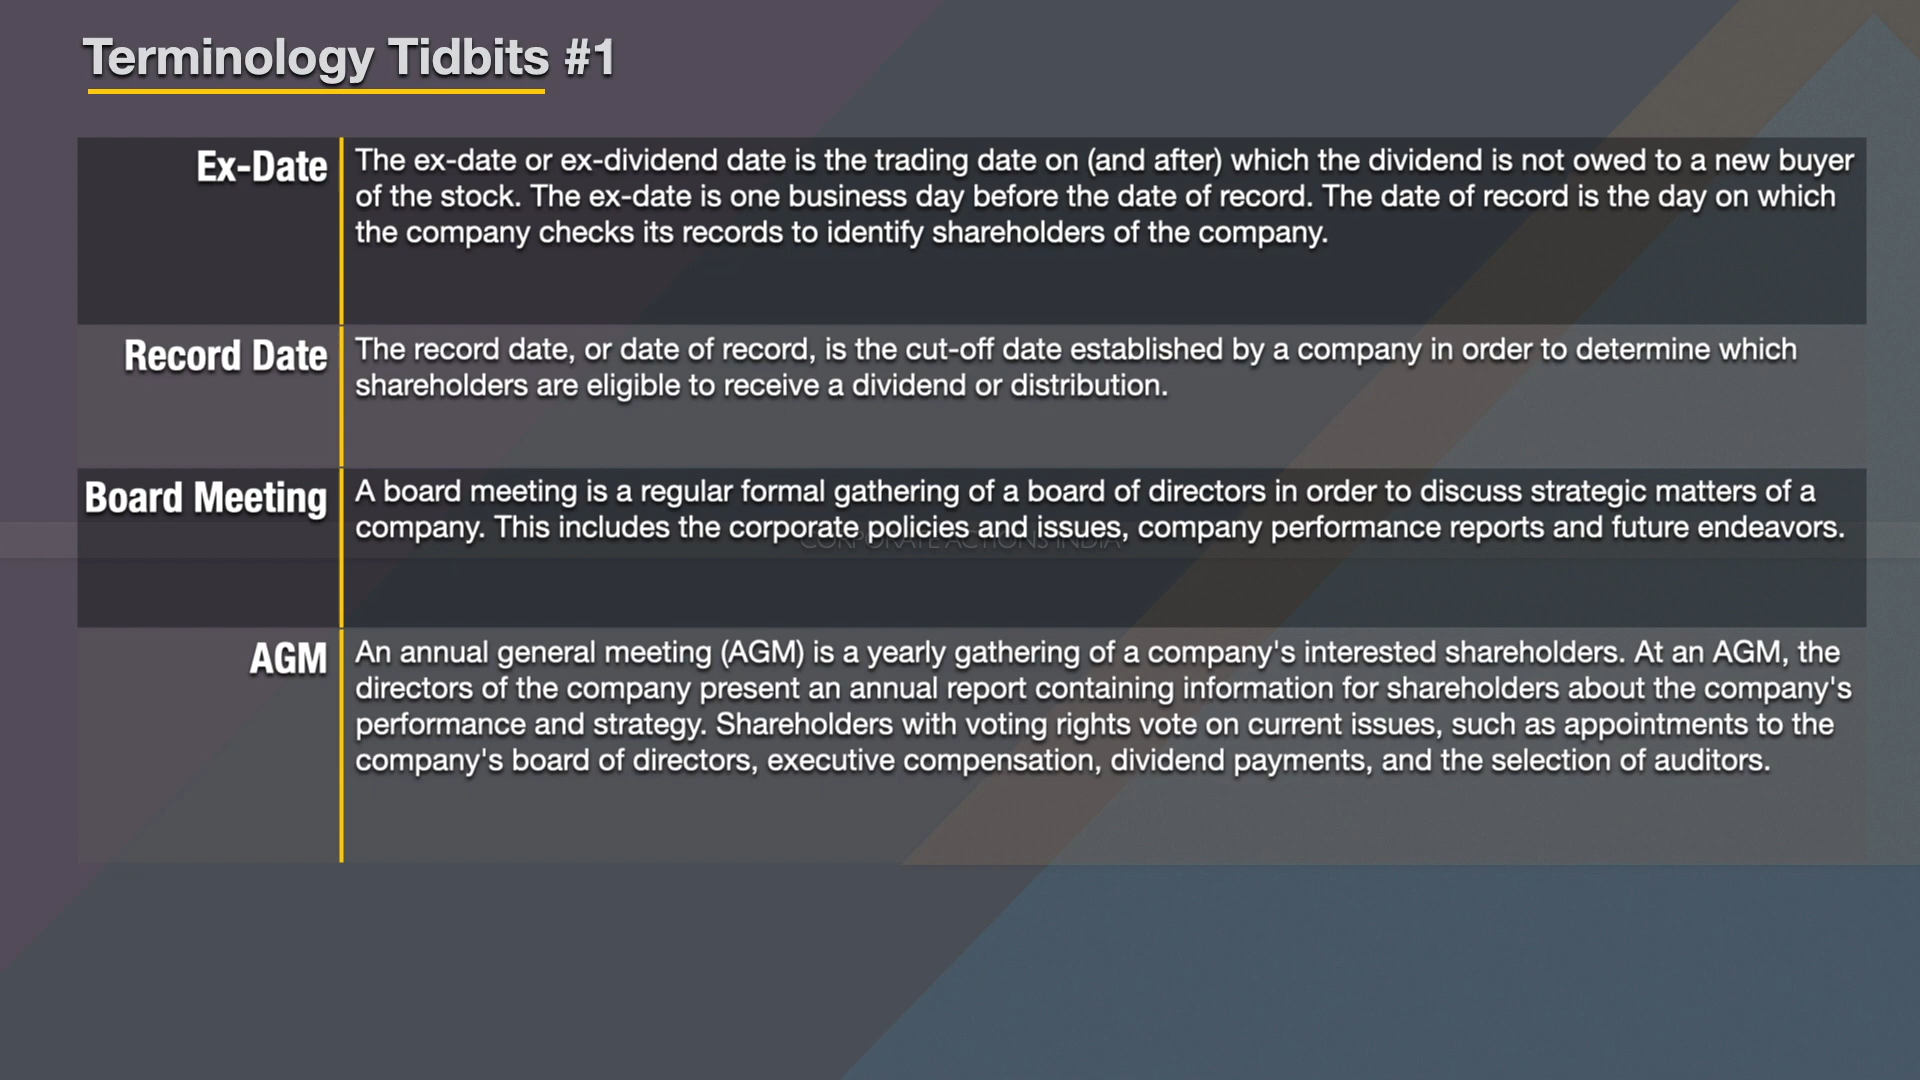 Terminology Tidbits #1
Ex-Date
The ex-date or ex-dividend date is the trading date on (and after) which the dividend is not owed to a new buyer
of the stock. The ex-date is one business day before the date of record. The date of record is the day on which
the company checks its records to identify shareholders of the company.
Record Date
The record date, or date of record, is the cut-off date established by a company in order to determine which
shareholders are eligible to receive a dividend or distribution.
Board Meeting
A board meeting is a regular formal gathering of a board of directors in order to discuss strategic matters of a
company. This includes the corporate policies and issues, company performance reports and future endeavors.
CORPORATE ACTIONS INDIA
AGM
An annual general meeting (AGM) is a yearly gathering of a company's interested shareholders. At an AGM, the
directors of the company present an annual report containing information for shareholders about the company's
performance and strategy. Shareholders with voting rights vote on current issues, such as appointments to the
company's board of directors, executive compensation, dividend payments, and the selection of auditors.